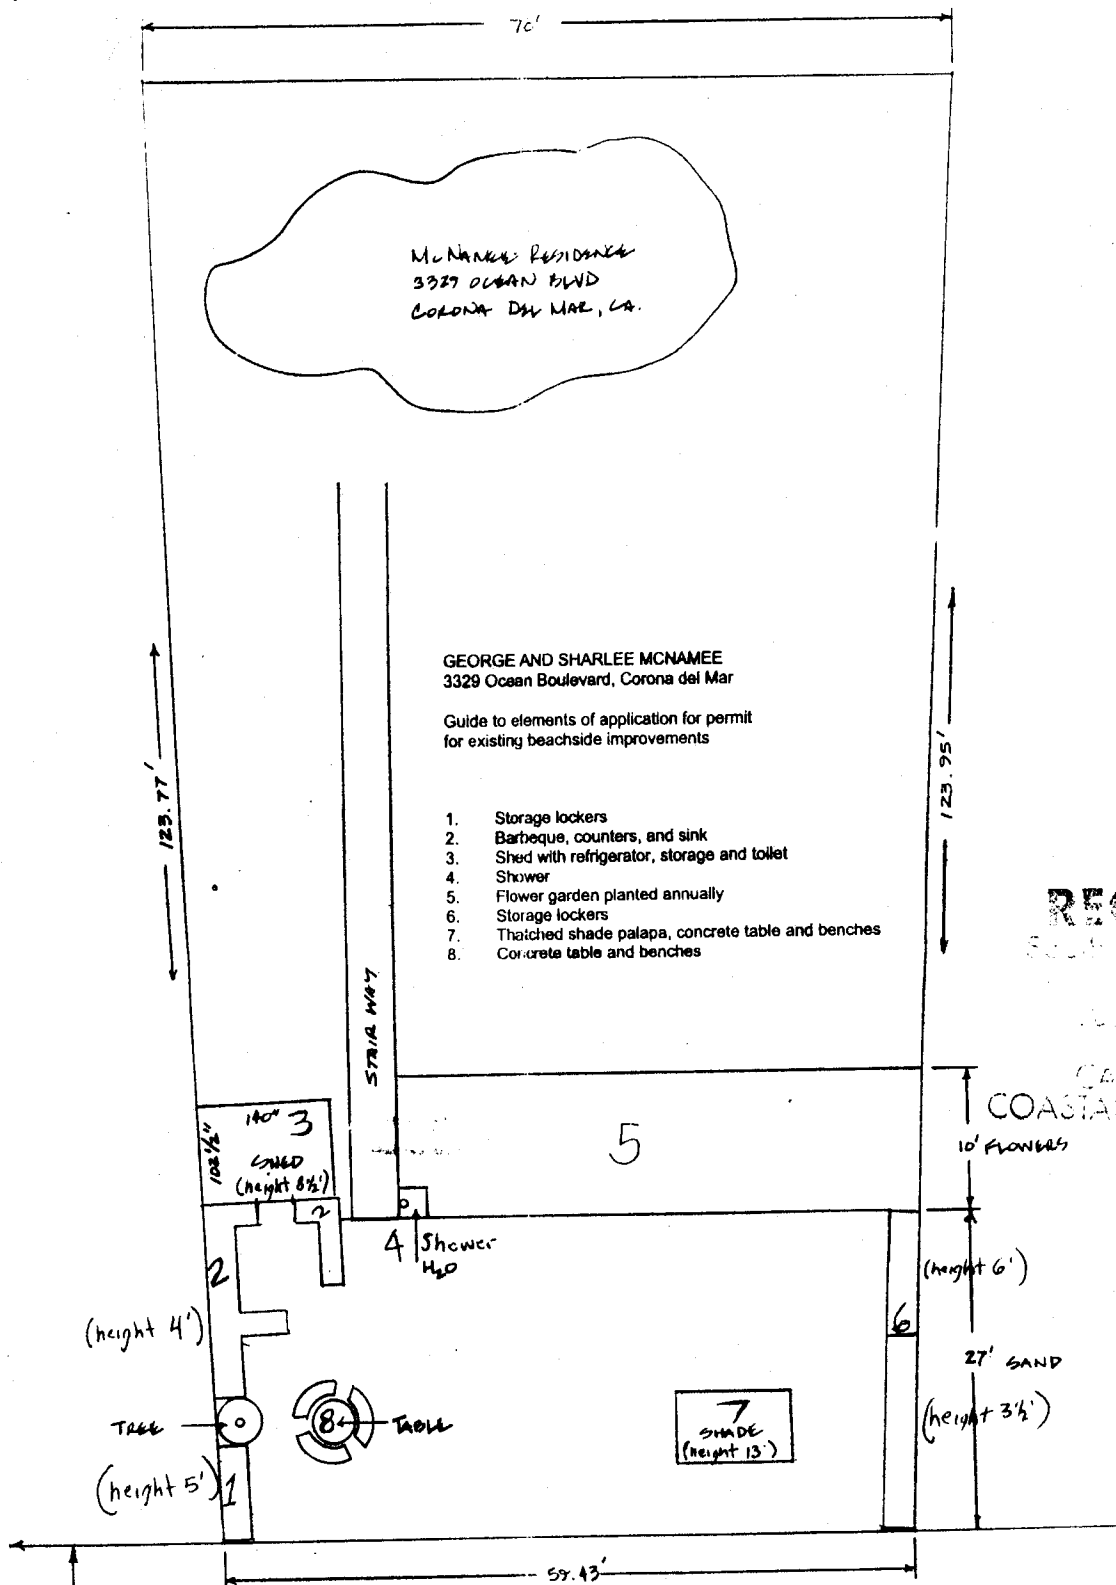 70'
McNAMEE RESIDENCE
3329 OCEAN BLVD
CORONA DEL MAR, CA.
GEORGE AND SHARLEE MCNAMEE
3329 Ocean Boulevard, Corona del Mar
Guide to elements of application for permit
for existing beachside improvements
1. Storage lockers
2. Barbeque, counters, and sink
3. Shed with refrigerator, storage and toilet
4. Shower
5. Flower garden planted annually
6. Storage lockers
7. Thatched shade palapa, concrete table and benches
8. Concrete table and benches
123.77'
123.95'
STAIR WAY
REC
COASTA
140" 3
102½"
SHED
(height 8½')
5
10' FLOWERS
2
4 Shower
H2O
2
(height 4')
(height 6')
6
27' SAND
(height 3½')
TREE
8
TABLE
7
SHADE
(height 13')
(height 5')
1
59.43'